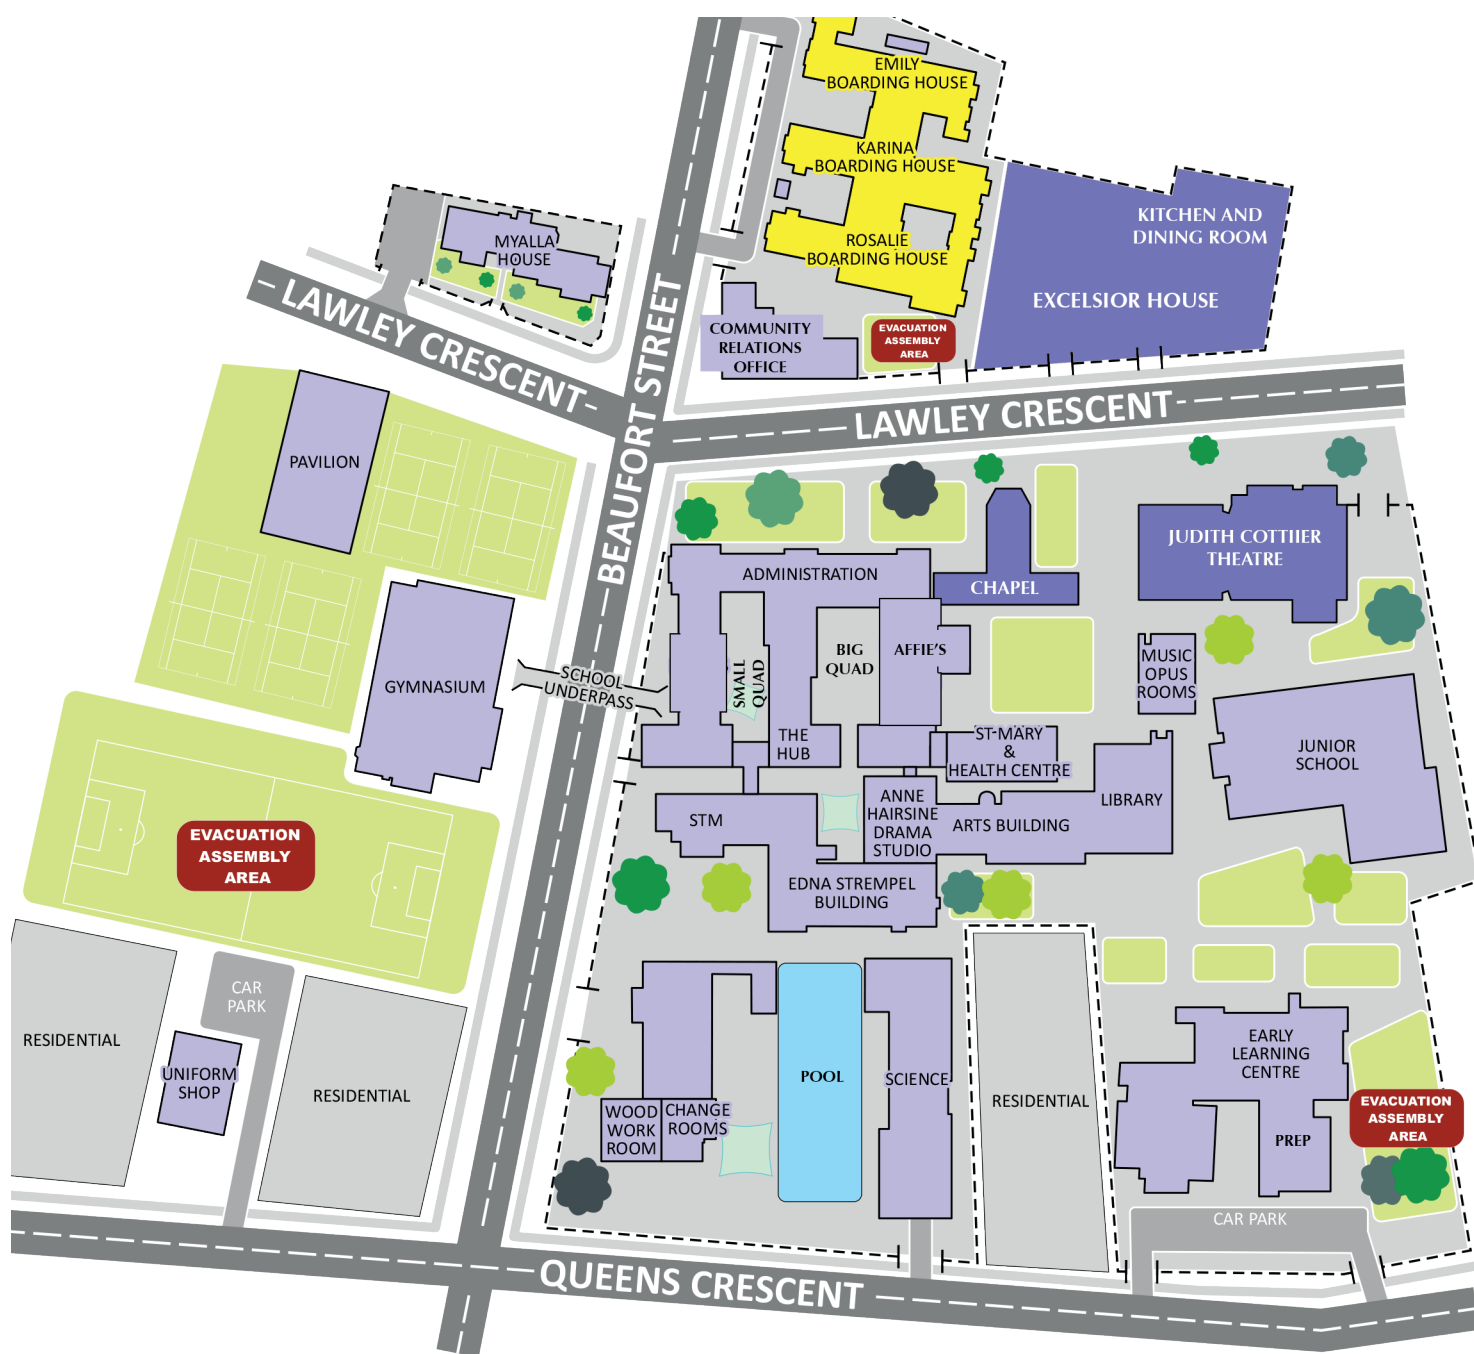 EMILY
BOARDING HOUSE
KARINA
BOARDING HOUSE
ROSALIE
BOARDING HOUSE
KITCHEN AND
DINING ROOM
EXCELSIOR HOUSE
MYALLA
HOUSE
COMMUNITY
RELATIONS
OFFICE
EVACUATION
ASSEMBLY
AREA
LAWLEY CRESCENT
BEAUFORT STREET
LAWLEY CRESCENT
PAVILION
JUDITH COTTIIER
THEATRE
ADMINISTRATION
CHAPEL
SMALL
QUAD
BIG
QUAD
AFFIE'S
MUSIC
OPUS
ROOMS
GYMNASIUM
SCHOOL
UNDERPASS
THE
HUB
ST MARY
&
HEALTH CENTRE
JUNIOR
SCHOOL
STM
ANNE
HAIRSINE
DRAMA
STUDIO
ARTS BUILDING
LIBRARY
EVACUATION
ASSEMBLY
AREA
EDNA STREMPEL
BUILDING
CAR
PARK
RESIDENTIAL
UNIFORM
SHOP
RESIDENTIAL
POOL
SCIENCE
RESIDENTIAL
EARLY
LEARNING
CENTRE
WOOD
WORK
ROOM
CHANGE
ROOMS
PREP
EVACUATION
ASSEMBLY
AREA
CAR PARK
QUEENS CRESCENT